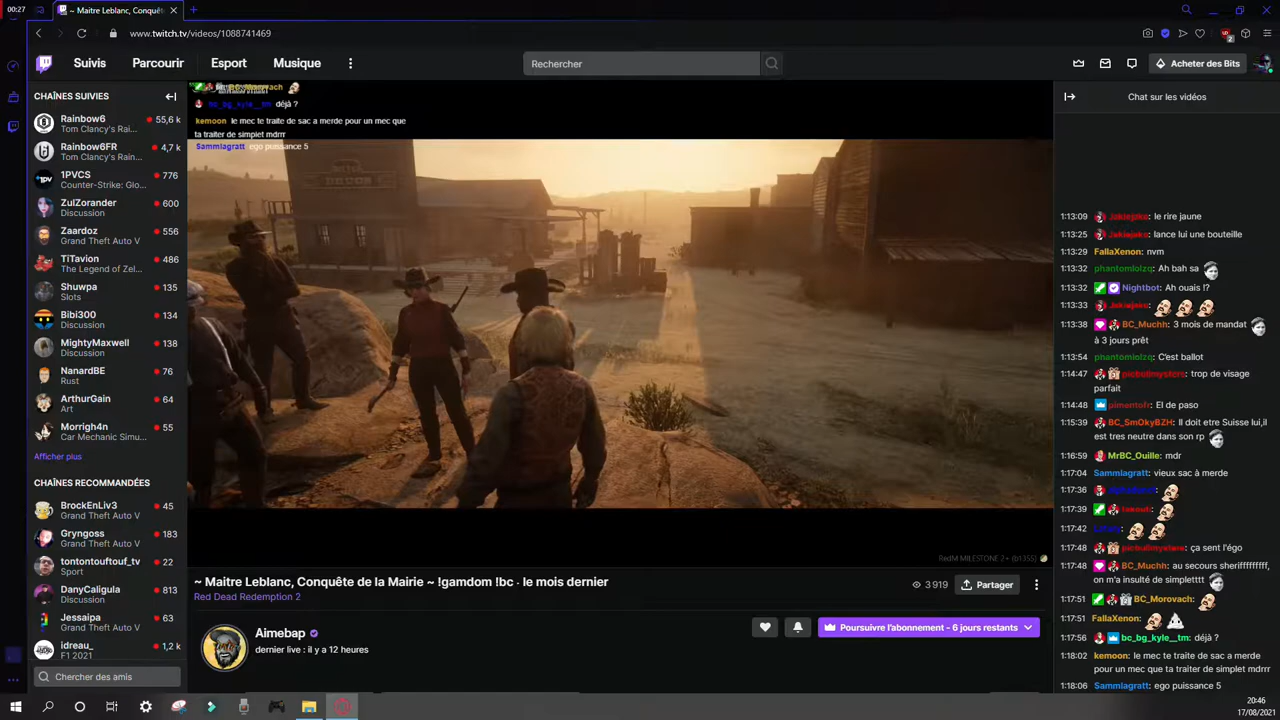 00:27
~ Maitre Leblanc, Conquête
www.twitch.tv/videos/1088741469
2
Suivis
Parcourir
Esport
Musique
Rechercher
Acheter des Bits
CHAÎNES SUIVIES
Rainbow6
55,6 k
Tom Clancy's Rai...
Rainbow6FR
4,7 k
Tom Clancy's Rai...
1PVCS
776
Counter-Strike: Glo...
ZulZorander
600
Discussion
Zaardoz
556
Grand Theft Auto V
TiTavion
486
The Legend of Zel...
Shuwpa
135
Slots
Bibi300
134
Discussion
MightyMaxwell
138
Discussion
NanardBE
76
Rust
ArthurGain
64
Art
Morrigh4n
55
Car Mechanic Simu...
Afficher plus
CHAÎNES RECOMMANDÉES
BrockEnLiv3
45
Grand Theft Auto V
Gryngoss
183
Grand Theft Auto V
tontontouftouf_tv
22
Sport
DanyCaligula
813
Discussion
Jessaipa
63
Grand Theft Auto V
idreau_
1,2 k
F1 2021
Chercher des amis
BC_Morovach
bc_bg_kyle__tm déjà ?
kemoon le mec te traite de sac a merde pour un mec que
ta traiter de simplet mdrrr
Sammlagratt ego puissance 5
RedM MILESTONE 2+ (b1355)
~ Maitre Leblanc, Conquête de la Mairie ~ !gamdom !bc · le mois dernier
Red Dead Redemption 2
3 919
Partager
Aimebap
dernier live : il y a 12 heures
Poursuivre l'abonnement - 6 jours restants
Chat sur les vidéos
1:13:09 le rire jaune
1:13:25 lance lui une bouteille
1:13:29 FallaXenon: nvm
1:13:32 phantomlolzq: Ah bah sa
1:13:32 Nightbot: Ah ouais !?
1:13:33
1:13:38 BC_Muchh: 3 mois de mandat
à 3 jours prêt
1:13:54 phantomlolzq: C'est ballot
1:14:47 picbullmysters: trop de visage
parfait
1:14:48 pimentofr: El de paso
1:15:39 BC_SmOkyBZH: Il doit etre Suisse lui,il
est tres neutre dans son rp
1:16:59 MrBC_Ouille: mdr
1:17:04 Sammlagratt: vieux sac à merde
1:17:36
1:17:39
1:17:42
1:17:48 picbullmysters: ça sent l'égo
1:17:48 BC_Muchh: au secours sheriffffffffff,
on m'a insulté de simpletttt
1:17:51 BC_Morovach:
1:17:51 FallaXenon:
1:17:56 bc_bg_kyle__tm: déjà ?
1:18:02 kemoon: le mec te traite de sac a merde
pour un mec que ta traiter de simplet mdrrr
1:18:06 Sammlagratt: ego puissance 5
20:46
17/08/2021